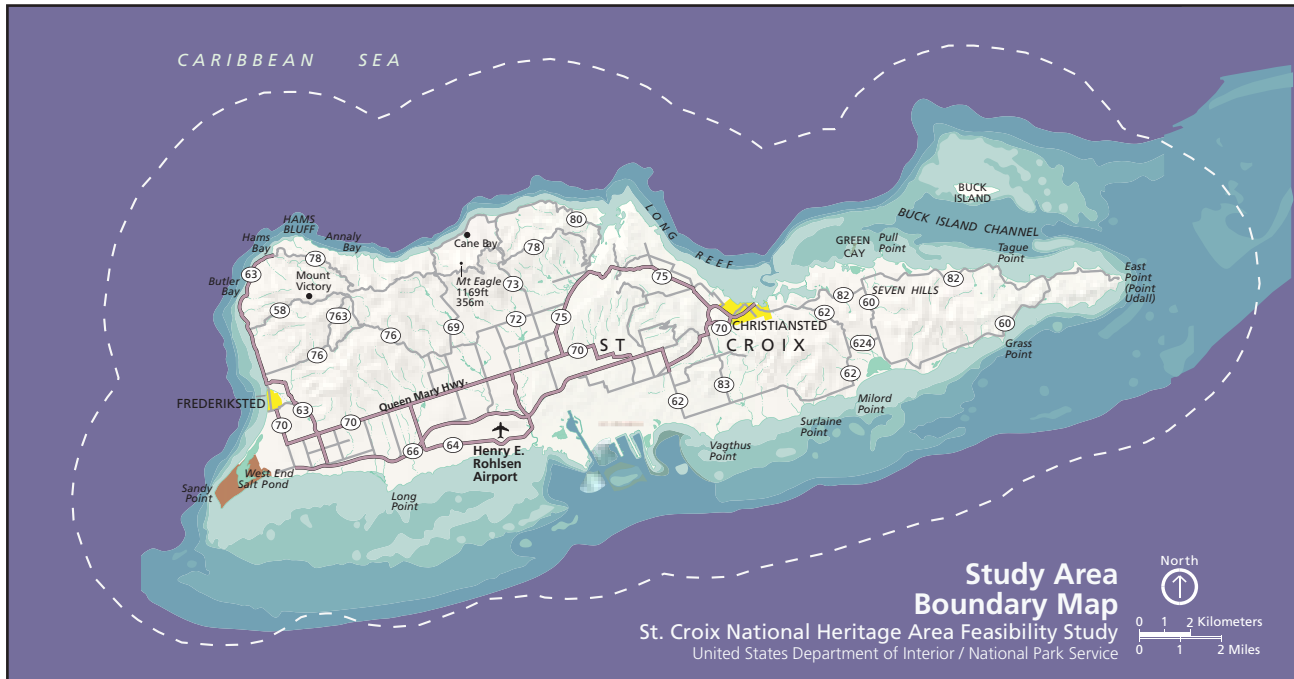 CARIBBEAN SEA
BUCK
ISLAND
BUCK ISLAND CHANNEL
LONG REEF
HAMS
BLUFF
Hams
Bay
Annaly
Bay
80
Cane Bay
78
78
GREEN
CAY
Pull
Point
Tague
Point
63
Butler
Bay
Mount
Victory
Mt Eagle
1169ft
356m
73
75
SEVEN HILLS
82
East
Point
(Point
Udall)
82
60
58
763
76
69
72
75
62
70
CHRISTIANSTED
60
76
70
ST CROIX
624
Grass
Point
Queen Mary Hwy.
83
62
FREDERIKSTED
63
70
70
62
Milord
Point
66
64
Henry E.
Rohlsen
Airport
Surlaine
Point
Vagthus
Point
West End
Salt Pond
Sandy
Point
Long
Point
Study Area
Boundary Map
St. Croix National Heritage Area Feasibility Study
United States Department of Interior / National Park Service
North
0 1 2 Kilometers
0 1 2 Miles